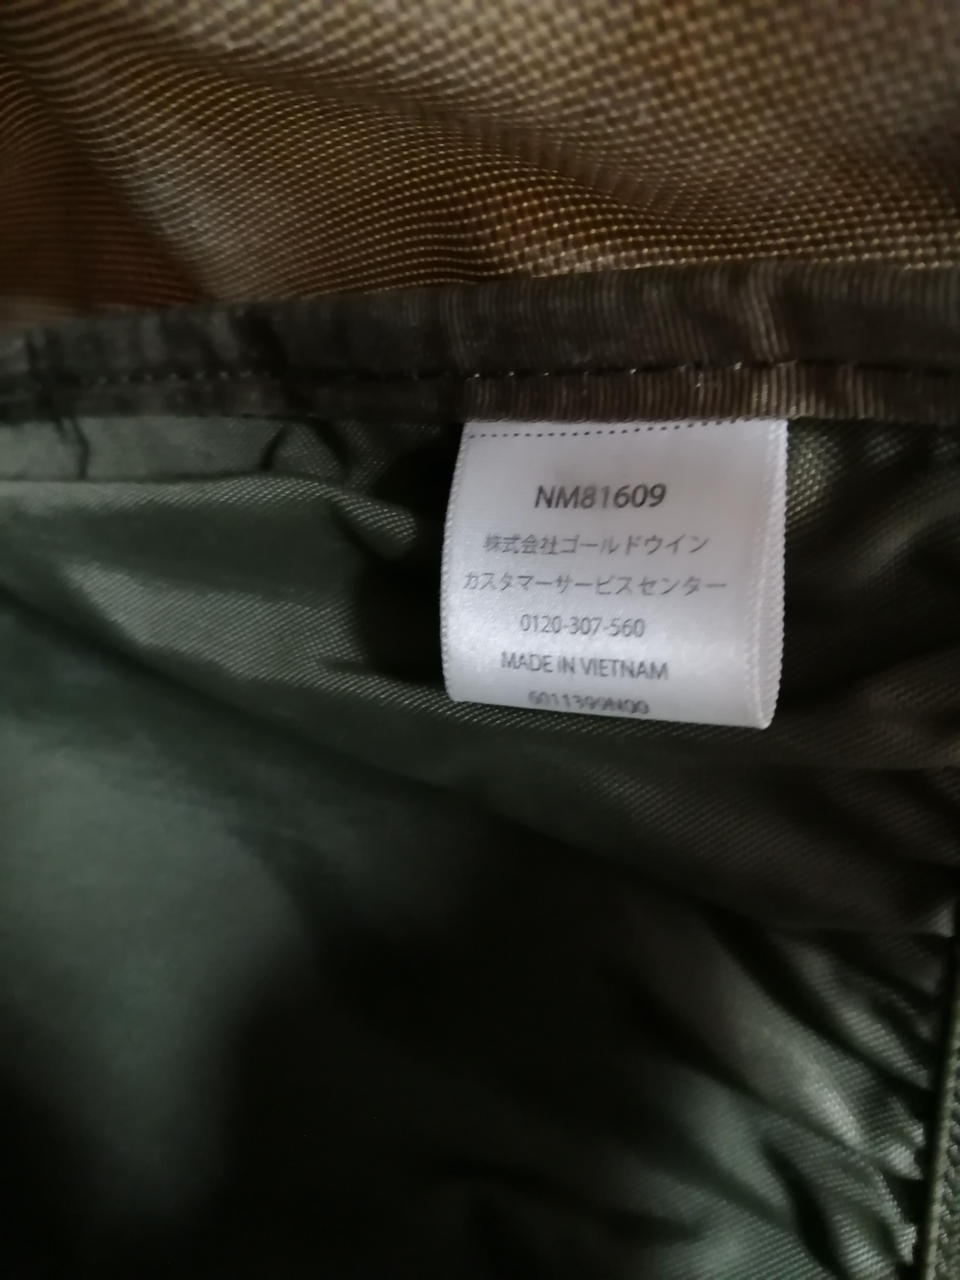 NM81609
株式会社ゴールドウイン
カスタマーサービスセンター
0120-307-560
MADE IN VIETNAM
6011399N00